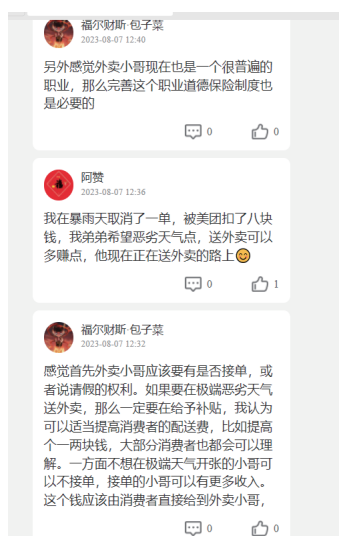 福尔财斯·包子菜
2023-08-07 12:40
另外感觉外卖小哥现在也是一个很普遍的
职业，那么完善这个职业道德保险制度也
是必要的
0
0
阿赞
2023-08-07 12:36
我在暴雨天取消了一单，被美团扣了八块
钱，我弟弟希望恶劣天气点，送外卖可以
多赚点，他现在正在送外卖的路上😊
0
1
福尔财斯·包子菜
2023-08-07 12:32
感觉首先外卖小哥应该要有是否接单，或
者说请假的权利。如果要在极端恶劣天气
送外卖，那么一定要在给予补贴，我认为
可以适当提高消费者的配送费，比如提高
个一两块钱，大部分消费者也都会可以理
解。一方面不想在极端天气开张的小哥可
以不接单，接单的小哥可以有更多收入。
这个钱应该由消费者直接给到外卖小哥，
0
0